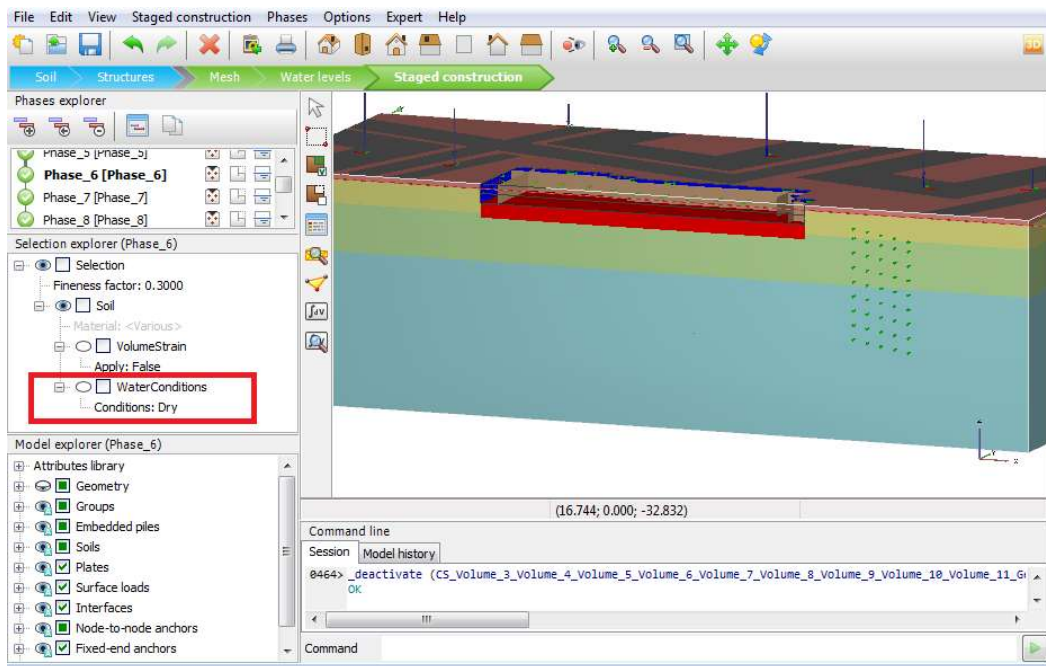 File Edit View Staged construction Phases Options Expert Help
3D
Soil Structures Mesh Water levels Staged construction
Phases explorer
Phase_5 [Phase_5]
Phase_6 [Phase_6]
Phase_7 [Phase_7]
Phase_8 [Phase_8]
Selection explorer (Phase_6)
Selection
Fineness factor: 0.3000
Soil
Material: <Various>
VolumeStrain
Apply: False
WaterConditions
Conditions: Dry
Model explorer (Phase_6)
Attributes library
Geometry
Groups
Embedded piles
Soils
Plates
Surface loads
Interfaces
Node-to-node anchors
Fixed-end anchors
∫dV
z
Y
x
(16.744; 0.000; -32.832)
Command line
Session Model history
0464> _deactivate (CS_Volume_3_Volume_4_Volume_5_Volume_6_Volume_7_Volume_8_Volume_9_Volume_10_Volume_11_G
OK
Command